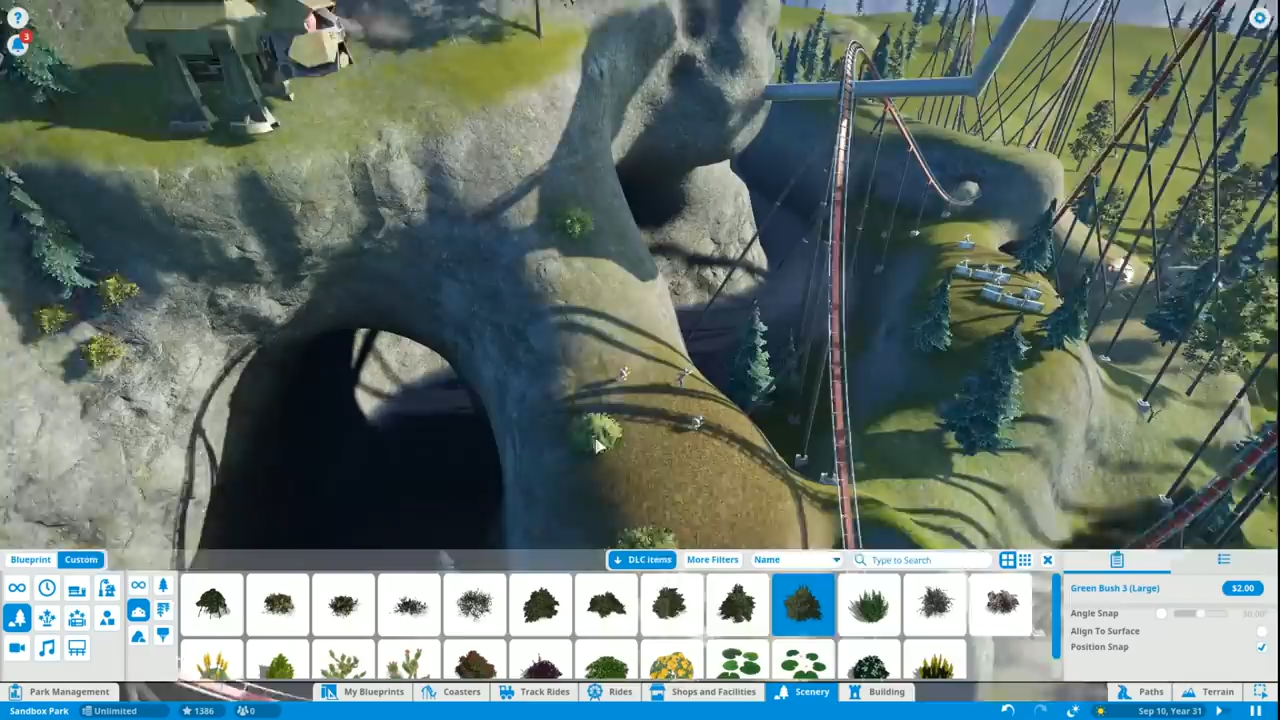 ?
3
Blueprint Custom
DLC Items More Filters Name Type to Search
Green Bush 3 (Large) $2.00
Angle Snap
Align To Surface
Position Snap
Park Management My Blueprints Coasters Track Rides Rides Shops and Facilities Scenery Building Paths Terrain
Sandbox Park Unlimited 1386 0 Sep 10, Year 31